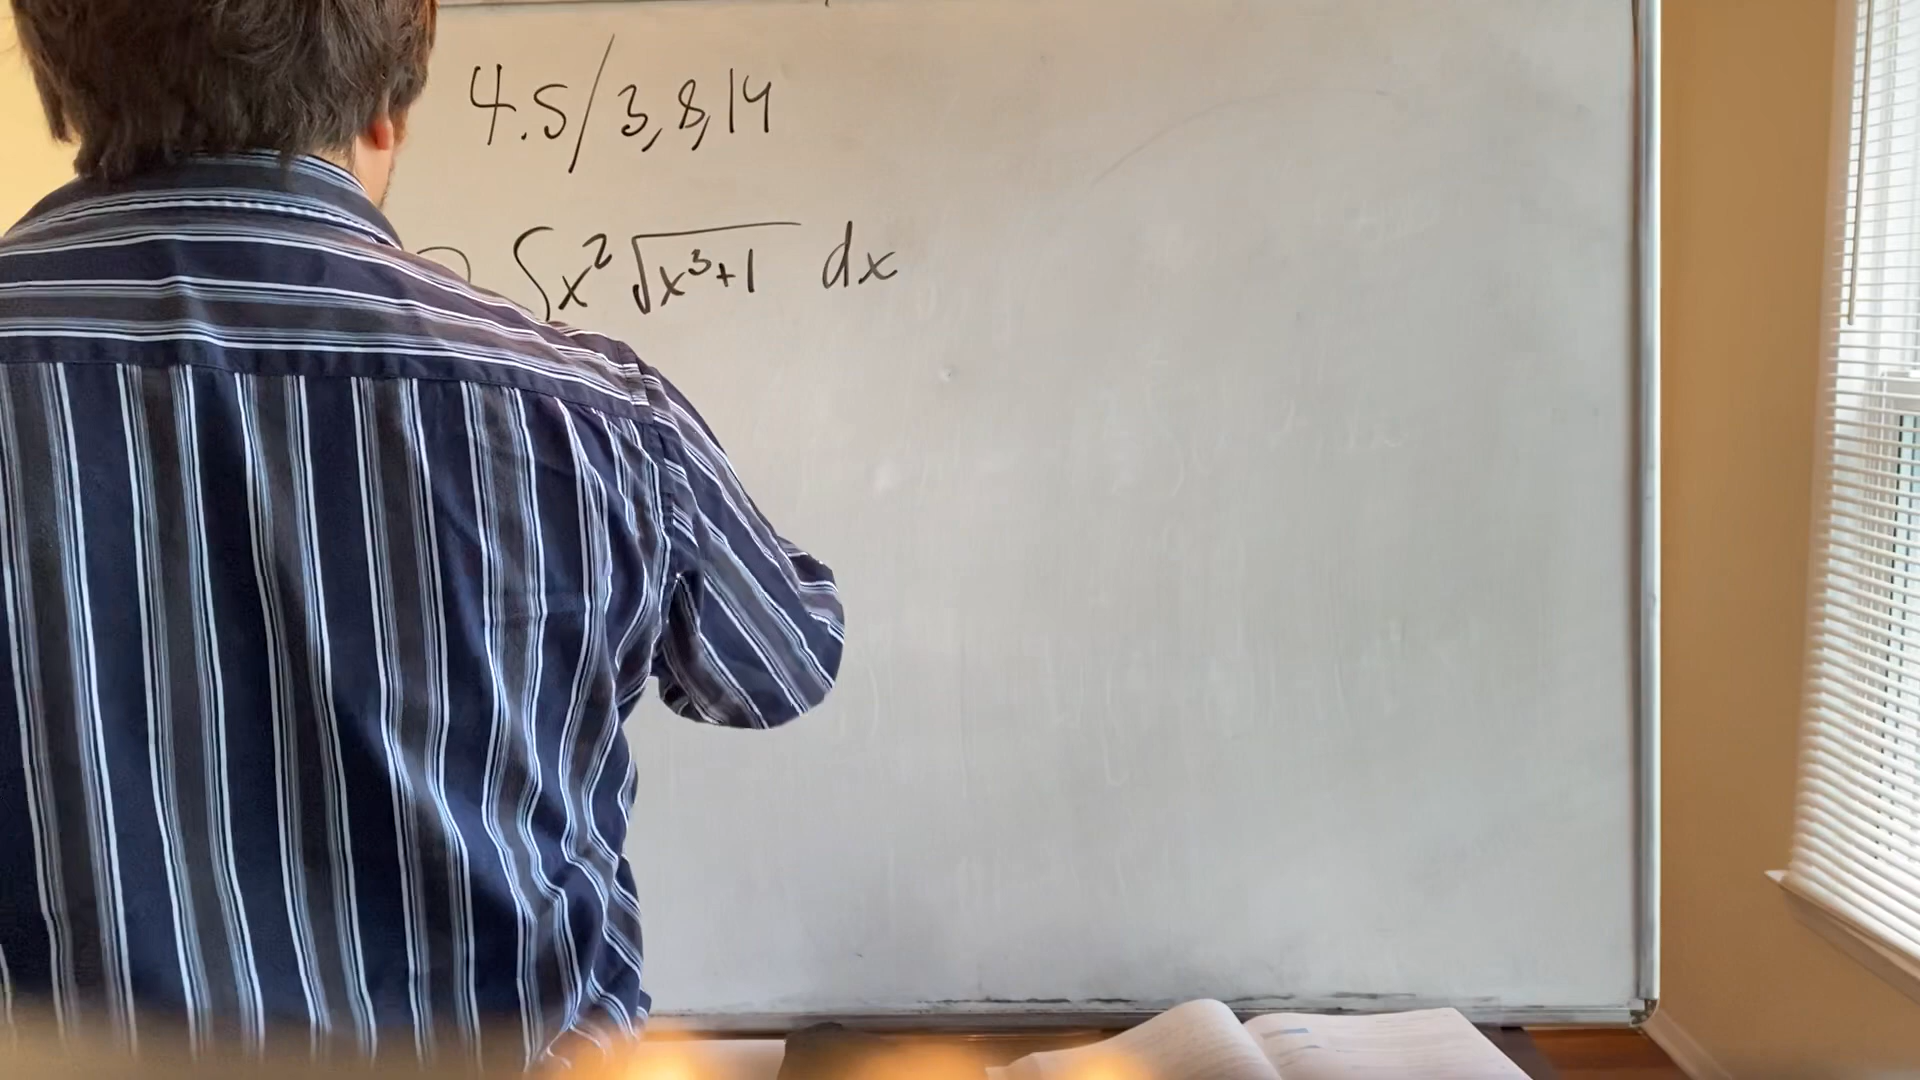 4.5/3,8,14
∫x²√(x³+1) dx